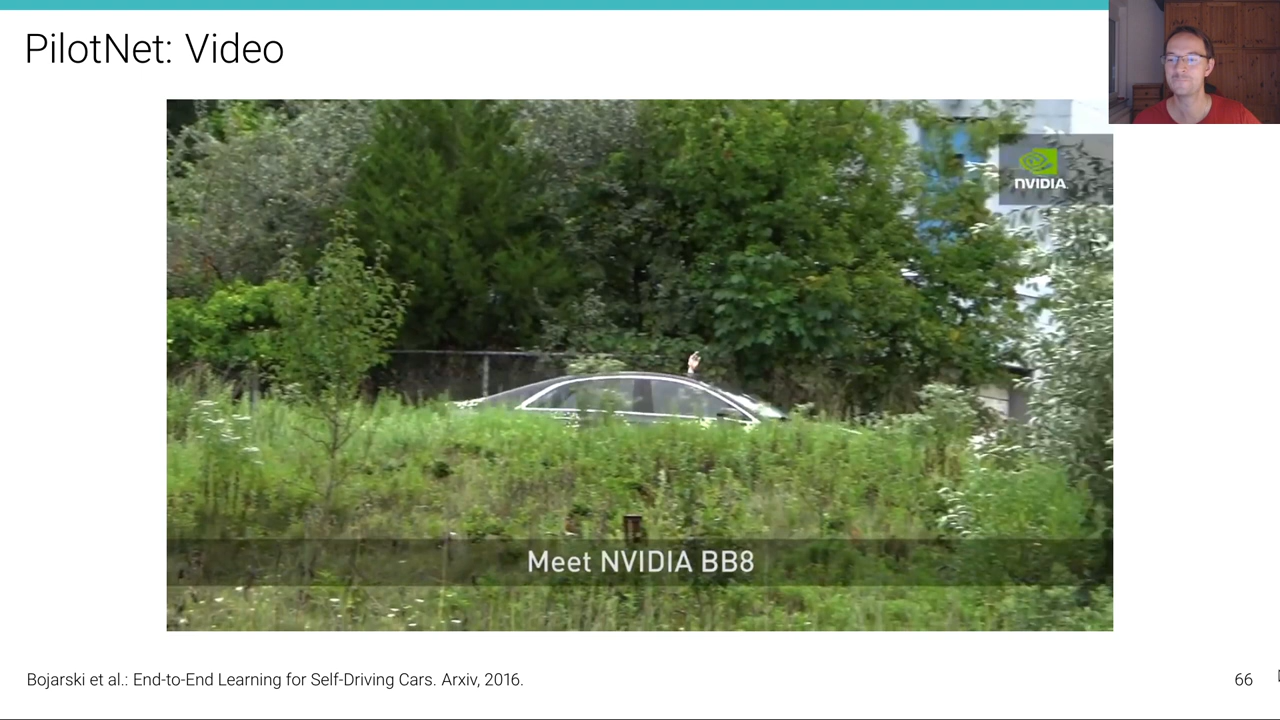 PilotNet: Video
NVIDIA.
Meet NVIDIA BB8
Bojarski et al.: End-to-End Learning for Self-Driving Cars. Arxiv, 2016.
66